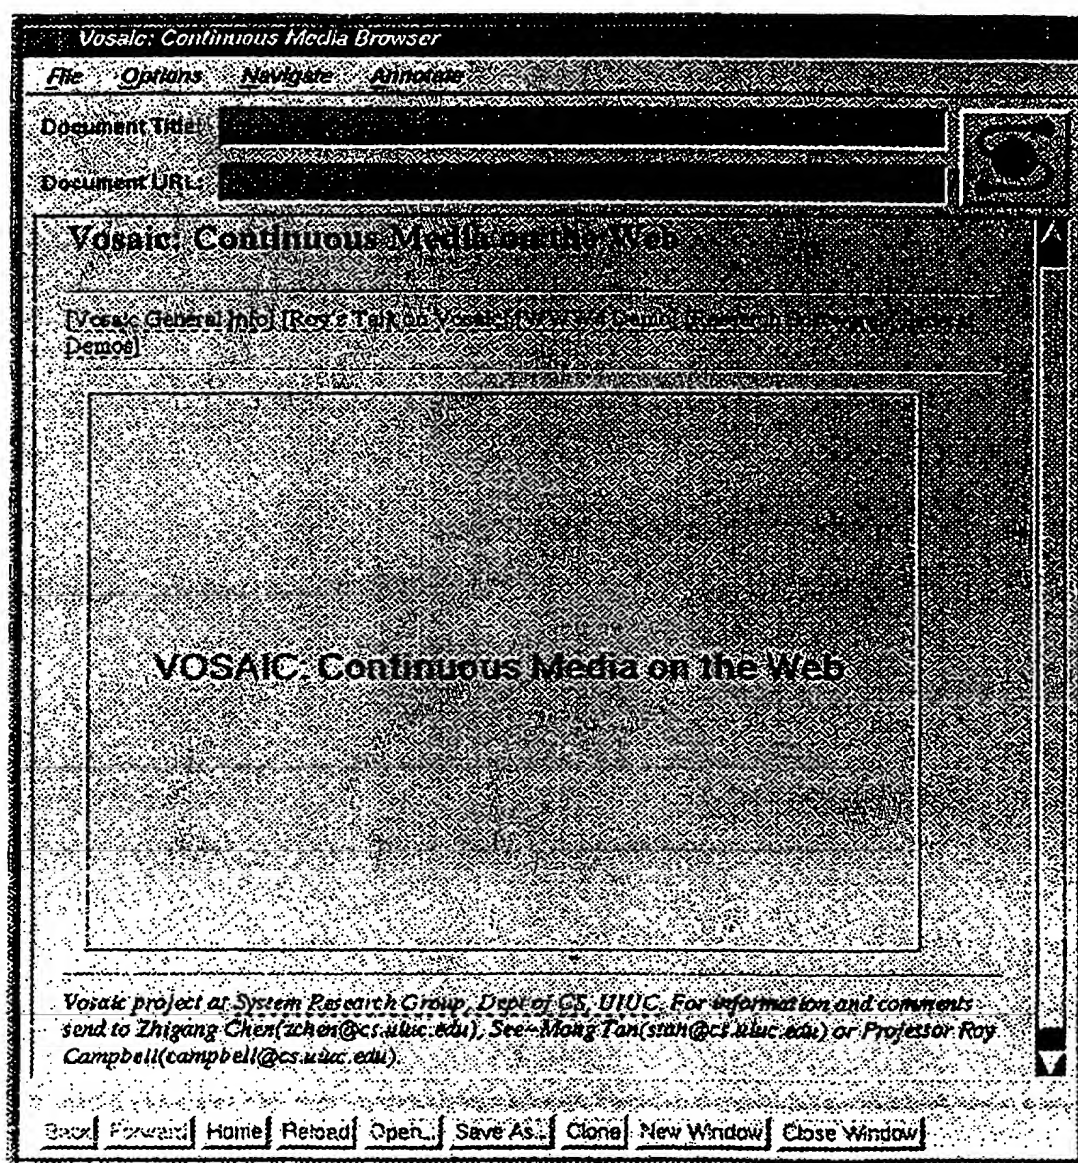 Vosaic: Continuous Media Browser
File Options Navigate Annotate
Document Title:
Document URL:
Vosaic: Continuous Media on the Web
[Vosaic General Info] [Roy's Talk on Vosaic] Demo] [Research
Demos]
VOSAIC: Continuous Media on the Web
Vosaic project at System Research Group, Dept of CS, UIUC. For information and comments
send to Zhigang Chen(zchen@cs.uiuc.edu), See-Mong Tan(stan@cs.uiuc.edu) or Professor Roy
Campbell(campbell@cs.uiuc.edu).
Back Forward Home Reload Open... Save As... Clone New Window Close Window